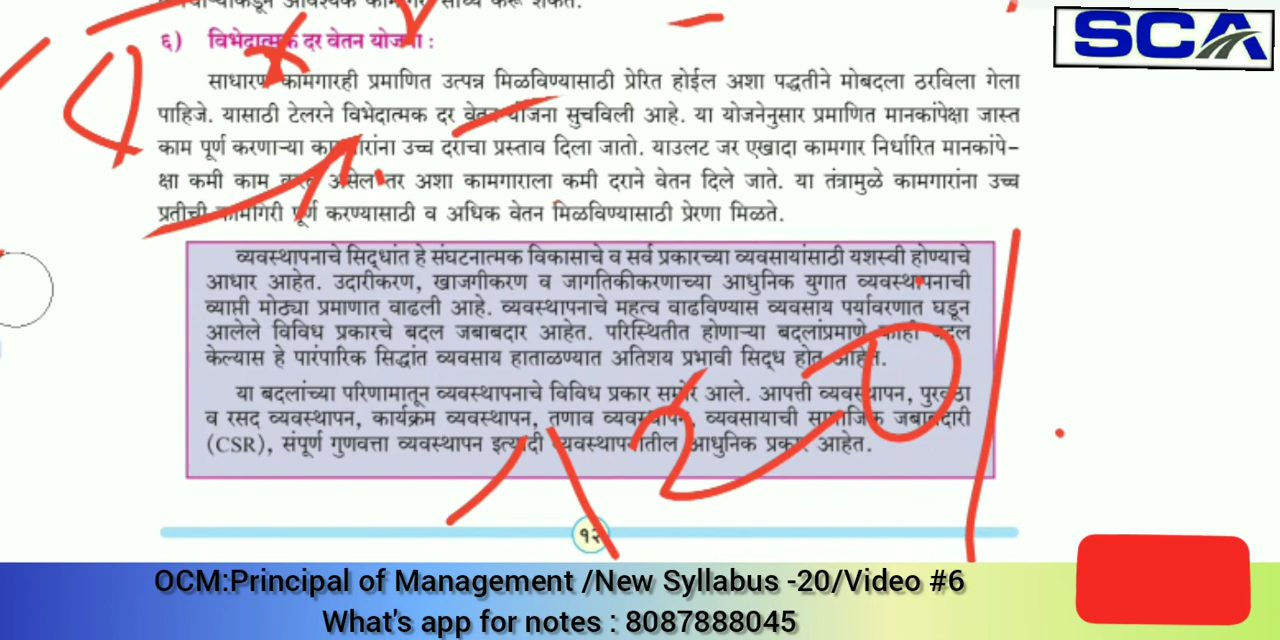 आवश्यक
साध्य करू शकतो.
SCA
६) विभेदात्मक दर वेतन योजना :
साधारण कामगारही प्रमाणित उत्पन्न मिळविण्यासाठी प्रेरित होईल अशा पद्धतीने मोबदला ठरविला गेला
पाहिजे. यासाठी टेलरने विभेदात्मक दर वेतन योजना सुचविली आहे. या योजनेनुसार प्रमाणित मानकांपेक्षा जास्त
काम पूर्ण करणाऱ्या कामगारांना उच्च दराचा प्रस्ताव दिला जातो. याउलट जर एखादा कामगार निर्धारित मानकांपे-
क्षा कमी काम करत असेल तर अशा कामगाराला कमी दराने वेतन दिले जाते. या तंत्रामुळे कामगारांना उच्च
प्रतीची कामगिरी पूर्ण करण्यासाठी व अधिक वेतन मिळविण्यासाठी प्रेरणा मिळते.
व्यवस्थापनाचे सिद्धांत हे संघटनात्मक विकासाचे व सर्व प्रकारच्या व्यवसायांसाठी यशस्वी होण्याचे
आधार आहेत. उदारीकरण, खाजगीकरण व जागतिकीकरणाच्या आधुनिक युगात व्यवस्थापनाची
व्याप्ती मोठ्या प्रमाणात वाढली आहे. व्यवस्थापनाचे महत्व वाढविण्यास व्यवसाय पर्यावरणात घडून
आलेले विविध प्रकारचे बदल जबाबदार आहेत. परिस्थितीत होणाऱ्या बदलांप्रमाणे काही बदल
केल्यास हे पारंपारिक सिद्धांत व्यवसाय हाताळण्यात अतिशय प्रभावी सिद्ध होत आहेत.
या बदलांच्या परिणामातून व्यवस्थापनाचे विविध प्रकार समोर आले. आपत्ती व्यवस्थापन, पुरवठा
व रसद व्यवस्थापन, कार्यक्रम व्यवस्थापन, तणाव व्यवस्थापन, व्यवसायाची सामाजिक जबाबदारी
(CSR), संपूर्ण गुणवत्ता व्यवस्थापन इत्यादी व्यवस्थापनातील आधुनिक प्रकार आहेत.
१२
OCM:Principal of Management /New Syllabus -20/Video #6
What's app for notes : 8087888045